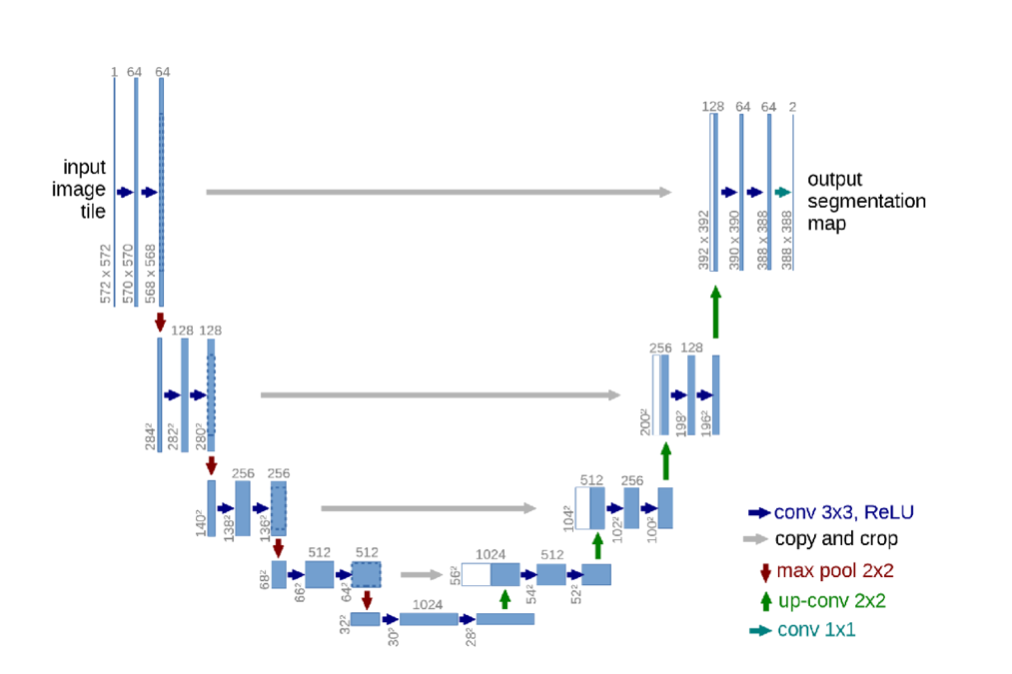 1 64 64
128 64 64 2
input
image
tile
output
segmentation
map
572 x 572
570 x 570
568 x 568
392 x 392
390 x 390
388 x 388
388 x 388
128 128
256 128
284²
282²
280²
200²
198²
196²
256 256
512 256
140²
138²
136²
104²
102²
100²
conv 3x3, ReLU
copy and crop
max pool 2x2
up-conv 2x2
conv 1x1
512 512
1024 512
68²
66²
64²
56²
54²
52²
1024
32²
30²
28²